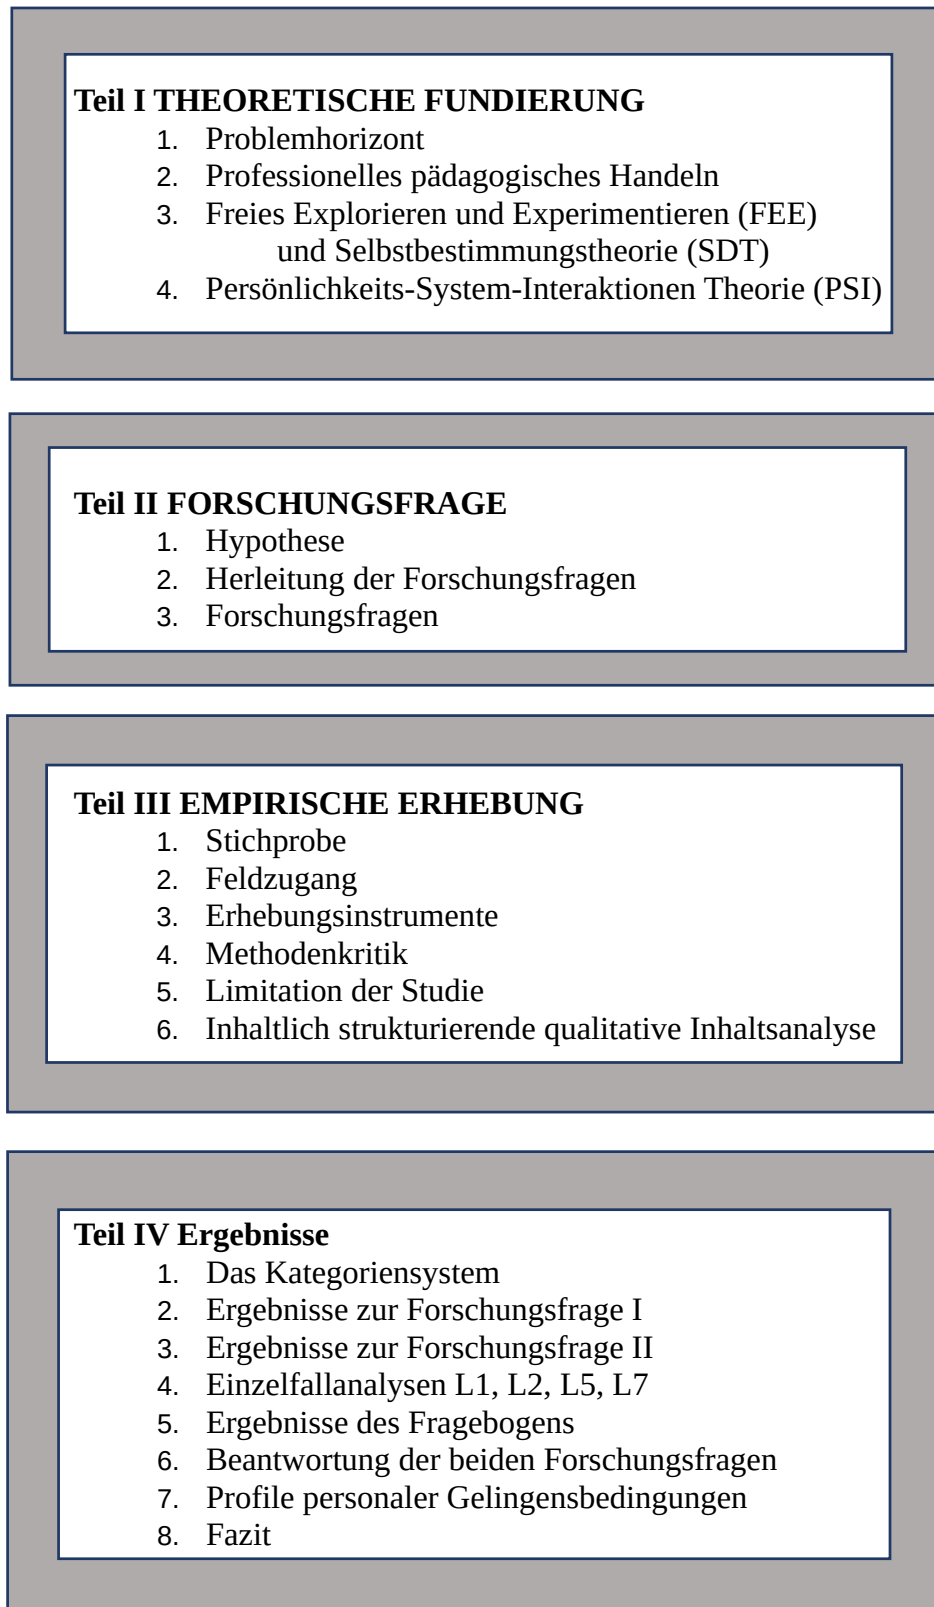 Teil I THEORETISCHE FUNDIERUNG
1. Problemhorizont
2. Professionelles pädagogisches Handeln
3. Freies Explorieren und Experimentieren (FEE)
und Selbstbestimmungstheorie (SDT)
4. Persönlichkeits-System-Interaktionen Theorie (PSI)
Teil II FORSCHUNGSFRAGE
1. Hypothese
2. Herleitung der Forschungsfragen
3. Forschungsfragen
Teil III EMPIRISCHE ERHEBUNG
1. Stichprobe
2. Feldzugang
3. Erhebungsinstrumente
4. Methodenkritik
5. Limitation der Studie
6. Inhaltlich strukturierende qualitative Inhaltsanalyse
Teil IV Ergebnisse
1. Das Kategoriensystem
2. Ergebnisse zur Forschungsfrage I
3. Ergebnisse zur Forschungsfrage II
4. Einzelfallanalysen L1, L2, L5, L7
5. Ergebnisse des Fragebogens
6. Beantwortung der beiden Forschungsfragen
7. Profile personaler Gelingensbedingungen
8. Fazit